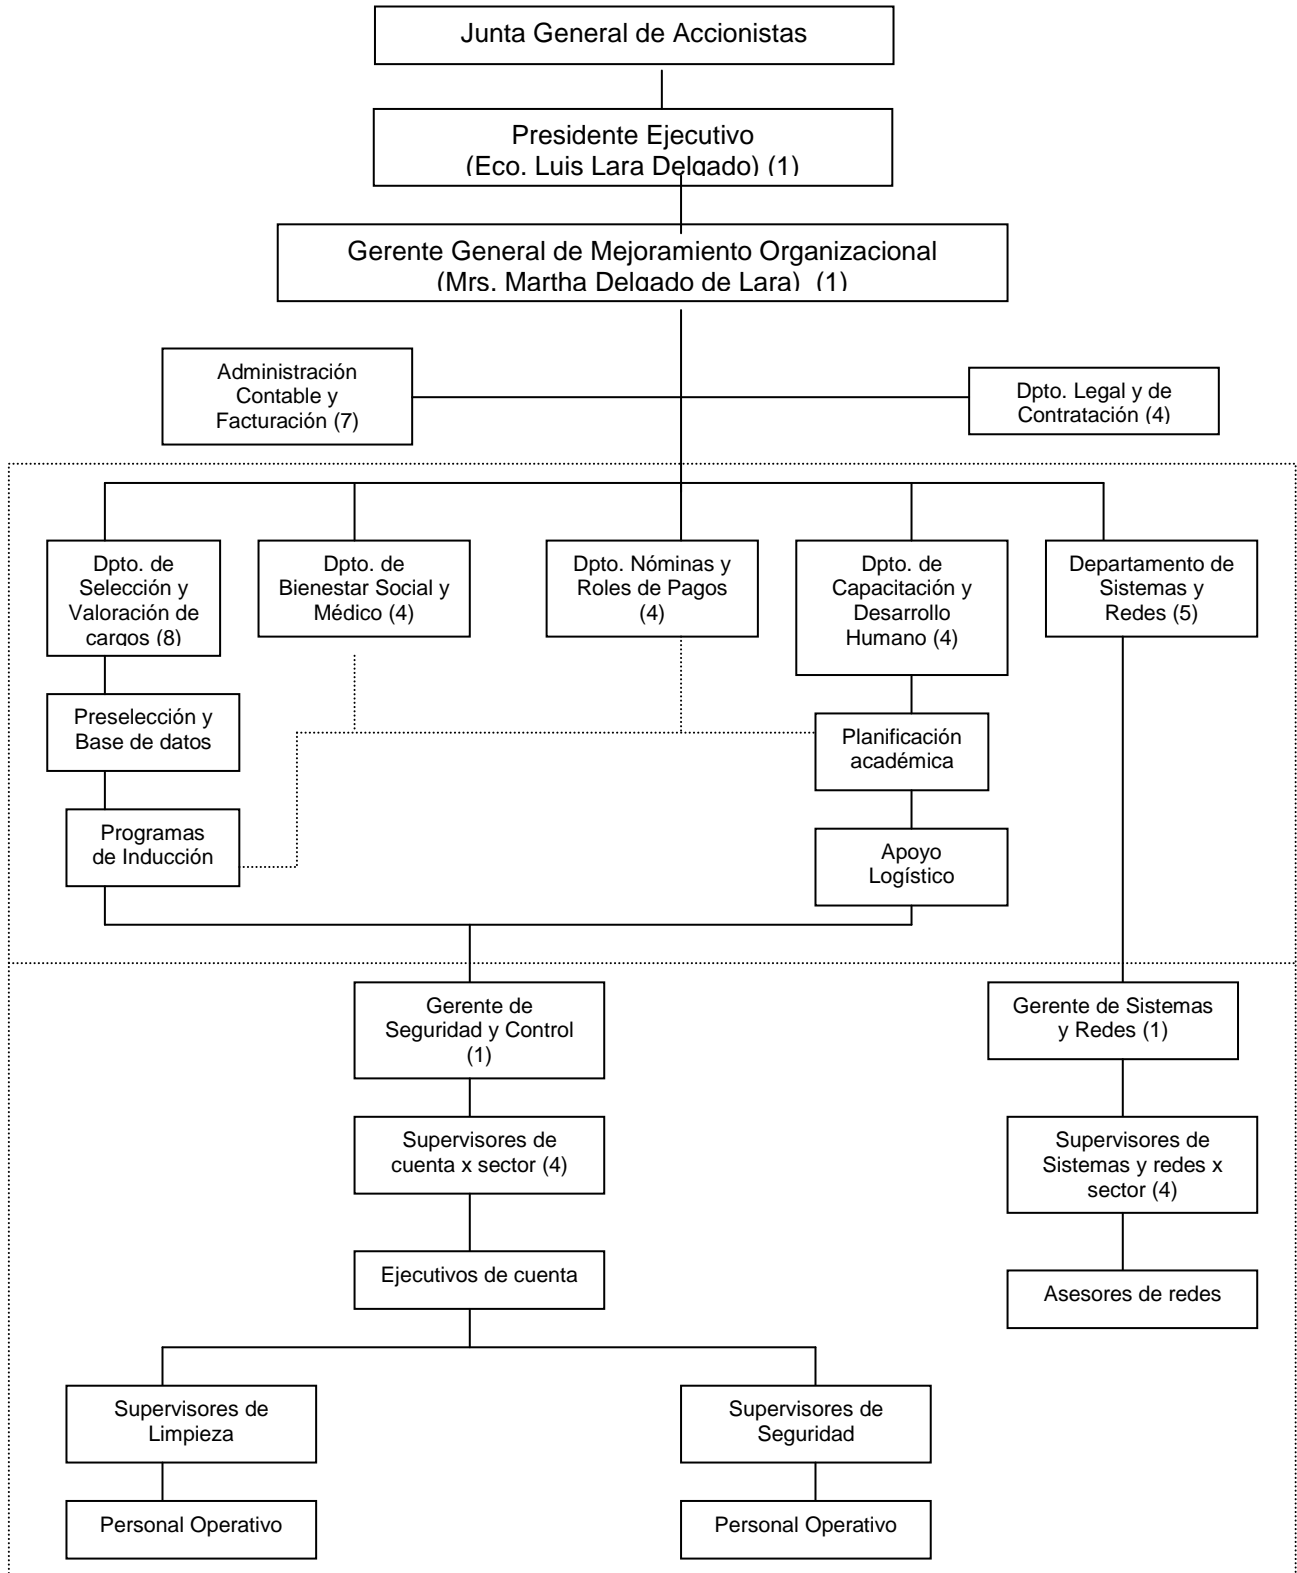 Junta General de Accionistas
Presidente Ejecutivo
(Eco. Luis Lara Delgado) (1)
Gerente General de Mejoramiento Organizacional
(Mrs. Martha Delgado de Lara) (1)
Administración
Contable y
Facturación (7)
Dpto. Legal y de
Contratación (4)
Dpto. de
Selección y
Valoración de
cargos (8)
Dpto. de
Bienestar Social y
Médico (4)
Dpto. Nóminas y
Roles de Pagos
(4)
Dpto. de
Capacitación y
Desarrollo
Humano (4)
Departamento de
Sistemas y
Redes (5)
Preselección y
Base de datos
Planificación
académica
Programas
de Inducción
Apoyo
Logístico
Gerente de
Seguridad y Control
(1)
Gerente de Sistemas
y Redes (1)
Supervisores de
cuenta x sector (4)
Supervisores de
Sistemas y redes x
sector (4)
Ejecutivos de cuenta
Asesores de redes
Supervisores de
Limpieza
Supervisores de
Seguridad
Personal Operativo
Personal Operativo